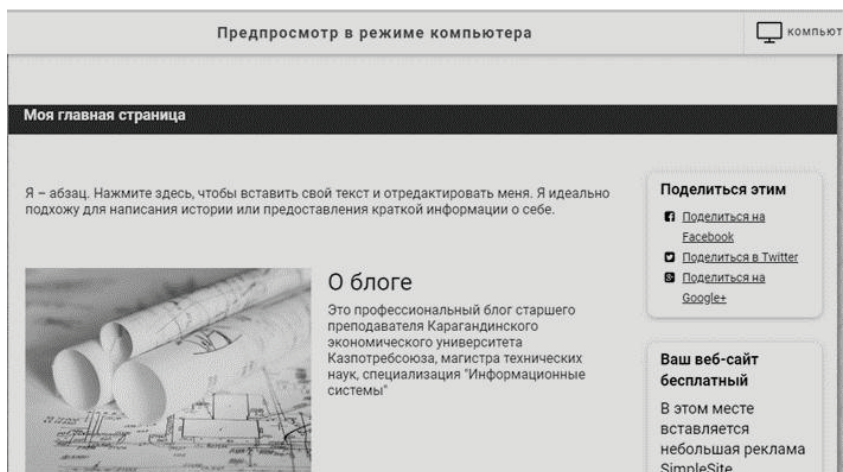 Предпросмотр в режиме компьютера
Моя главная страница
Я – абзац. Нажмите здесь, чтобы вставить свой текст и отредактировать меня. Я идеально
подхожу для написания истории или предоставления краткой информации о себе.
О блоге
Это профессиональный блог старшего
преподавателя Карагандинского
экономического университета
Казпотребсоюза, магистра технических
наук, специализация "Информационные
системы"
КОМПЬЮТ
Поделиться этим
Поделиться на
Facebook
Поделиться в Twitter
Поделиться на
Google+
Ваш веб-сайт
бесплатный
В этом месте
вставляется
небольшая реклама
SimpleSite